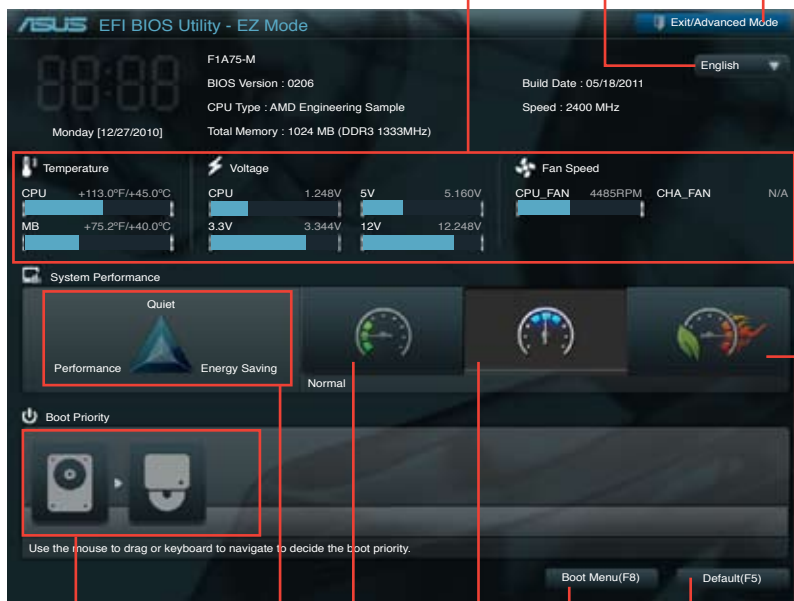 ASUS EFI BIOS Utility - EZ Mode
Exit/Advanced Mode
English
88:88
Monday [12/27/2010]
F1A75-M
BIOS Version : 0206
Build Date : 05/18/2011
CPU Type : AMD Engineering Sample
Speed : 2400 MHz
Total Memory : 1024 MB (DDR3 1333MHz)
Temperature
CPU +113.0ºF/+45.0ºC
MB +75.2ºF/+40.0ºC
Voltage
CPU 1.248V 5V 5.160V
3.3V 3.344V 12V 12.248V
Fan Speed
CPU_FAN 4485RPM CHA_FAN N/A
System Performance
Quiet
Performance Energy Saving
Normal
Boot Priority
Use the mouse to drag or keyboard to navigate to decide the boot priority.
Boot Menu(F8) Default(F5)